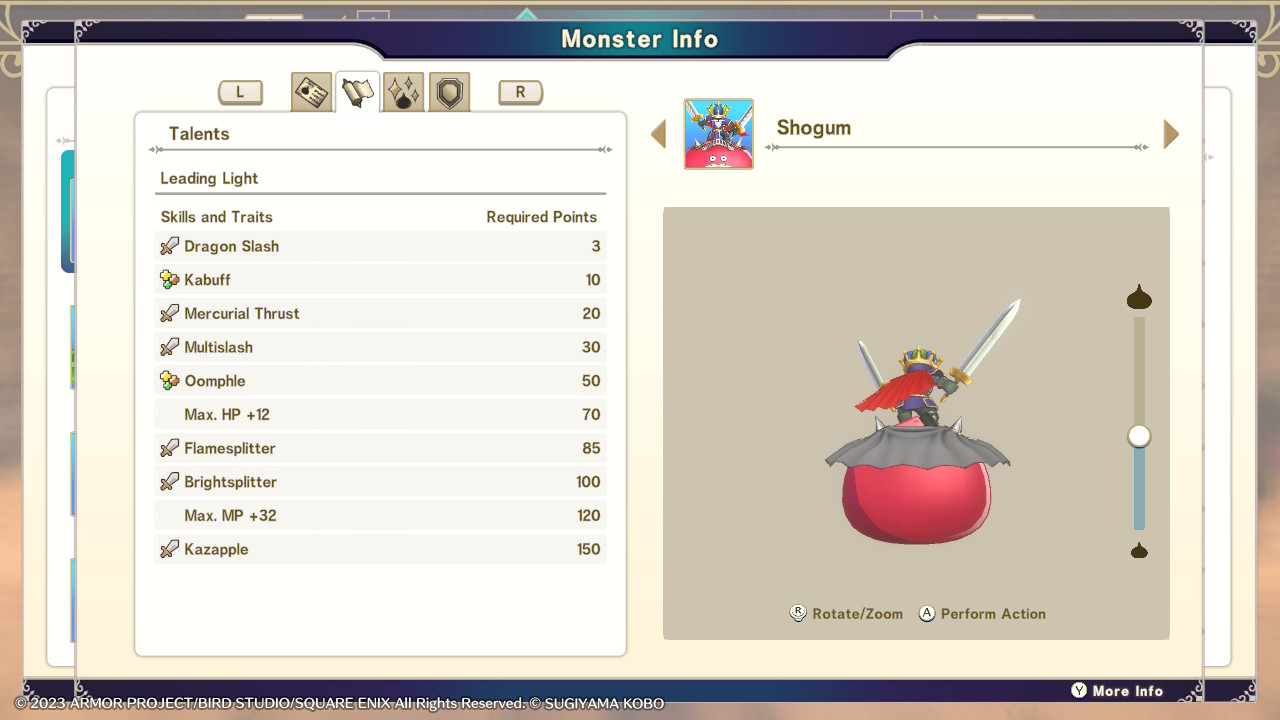 Monster Info
L
R
Talents
Leading Light
Skills and Traits Required Points
Dragon Slash 3
Kabuff 10
Mercurial Thrust 20
Multislash 30
Oomphle 50
Max. HP +12 70
Flamesplitter 85
Brightsplitter 100
Max. MP +32 120
Kazapple 150
Shogum
R Rotate/Zoom A Perform Action
Y More Info
© 2023 ARMOR PROJECT/BIRD STUDIO/SQUARE ENIX All Rights Reserved. © SUGIYAMA KOBO